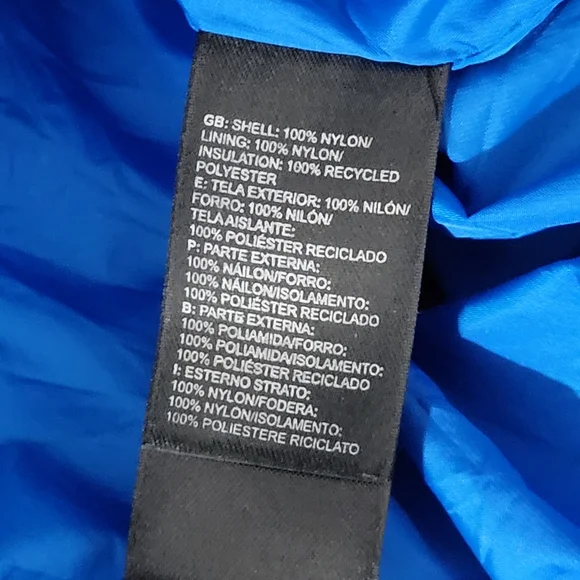 GB: SHELL: 100% NYLON/
LINING: 100% NYLON/
INSULATION: 100% RECYCLED
POLYESTER
E: TELA EXTERIOR: 100% NILÓN/
FORRO: 100% NILÓN/
TELA AISLANTE:
100% POLIÉSTER RECICLADO
P: PARTE EXTERNA:
100% NÁILON/FORRO:
100% NÁILON/ISOLAMENTO:
100% POLIÉSTER RECICLADO
B: PARTE EXTERNA:
100% POLIAMIDA/FORRO:
100% POLIAMIDA/ISOLAMENTO:
100% POLIÉSTER RECICLADO
I: ESTERNO STRATO:
100% NYLON/FODERA:
100% NYLON/ISOLAMENTO:
100% POLIESTERE RICICLATO